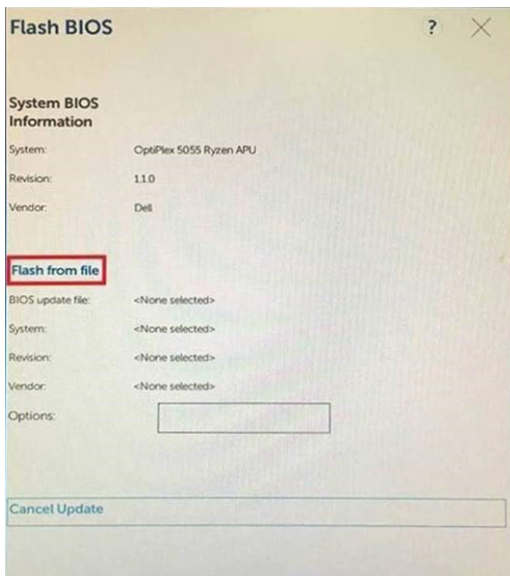 Flash BIOS ?
System BIOS
Information
System: OptiPlex 5055 Ryzen APU
Revision: 1.1.0
Vendor: Dell
Flash from file
BIOS update file: <None selected>
System: <None selected>
Revision: <None selected>
Vendor: <None selected>
Options:
Cancel Update